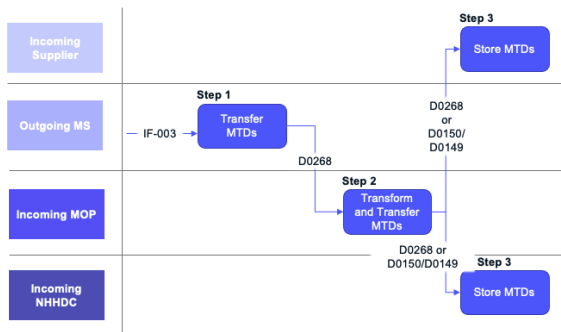 Step 3
Incoming
Supplier
Store MTDs
Step 1
D0268
or
D0150/
D0149
Outgoing MS
IF-003
Transfer
MTDs
D0268
Step 2
Incoming MOP
Transform
and Transfer
MTDs
D0268 or
D0150/D0149
Step 3
Incoming
NHHDC
Store MTDs